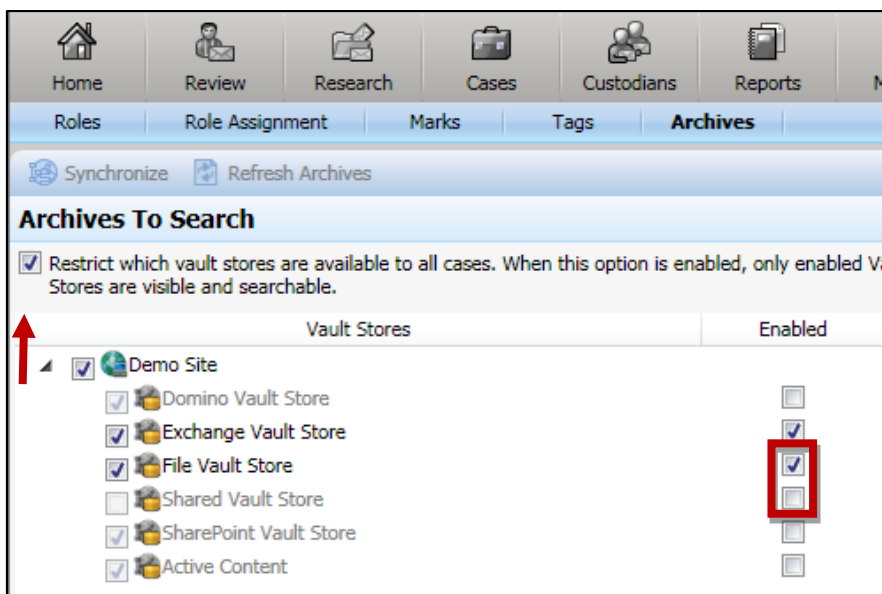 Home Review Research Cases Custodians Reports M
Roles Role Assignment Marks Tags Archives
Synchronize Refresh Archives
Archives To Search
Restrict which vault stores are available to all cases. When this option is enabled, only enabled Va
Stores are visible and searchable.
Vault Stores Enabled
Demo Site
Domino Vault Store
Exchange Vault Store
File Vault Store
Shared Vault Store
SharePoint Vault Store
Active Content